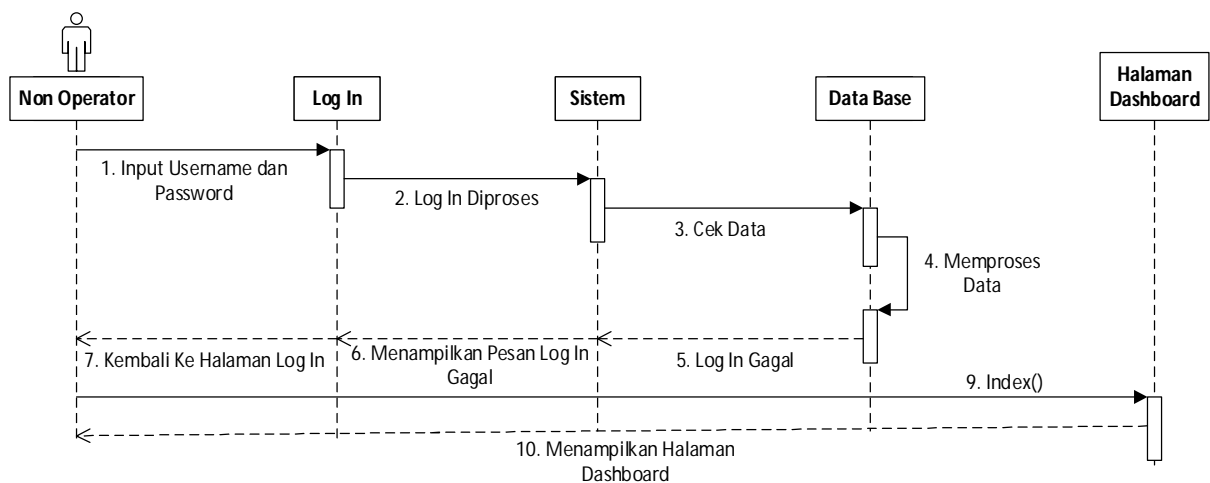 Non Operator
Log In
Sistem
Data Base
Halaman
Dashboard
1. Input Username dan
Password
2. Log In Diproses
3. Cek Data
4. Memproses
Data
5. Log In Gagal
6. Menampilkan Pesan Log In
Gagal
7. Kembali Ke Halaman Log In
9. Index()
10. Menampilkan Halaman
Dashboard